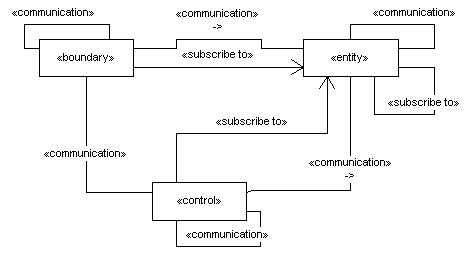 «communication»
«communication»
->
«communication»
«boundary»
«subscribe to»
«entity»
«subscribe to»
«subscribe to»
«communication»
«communication»
->
«control»
«communication»